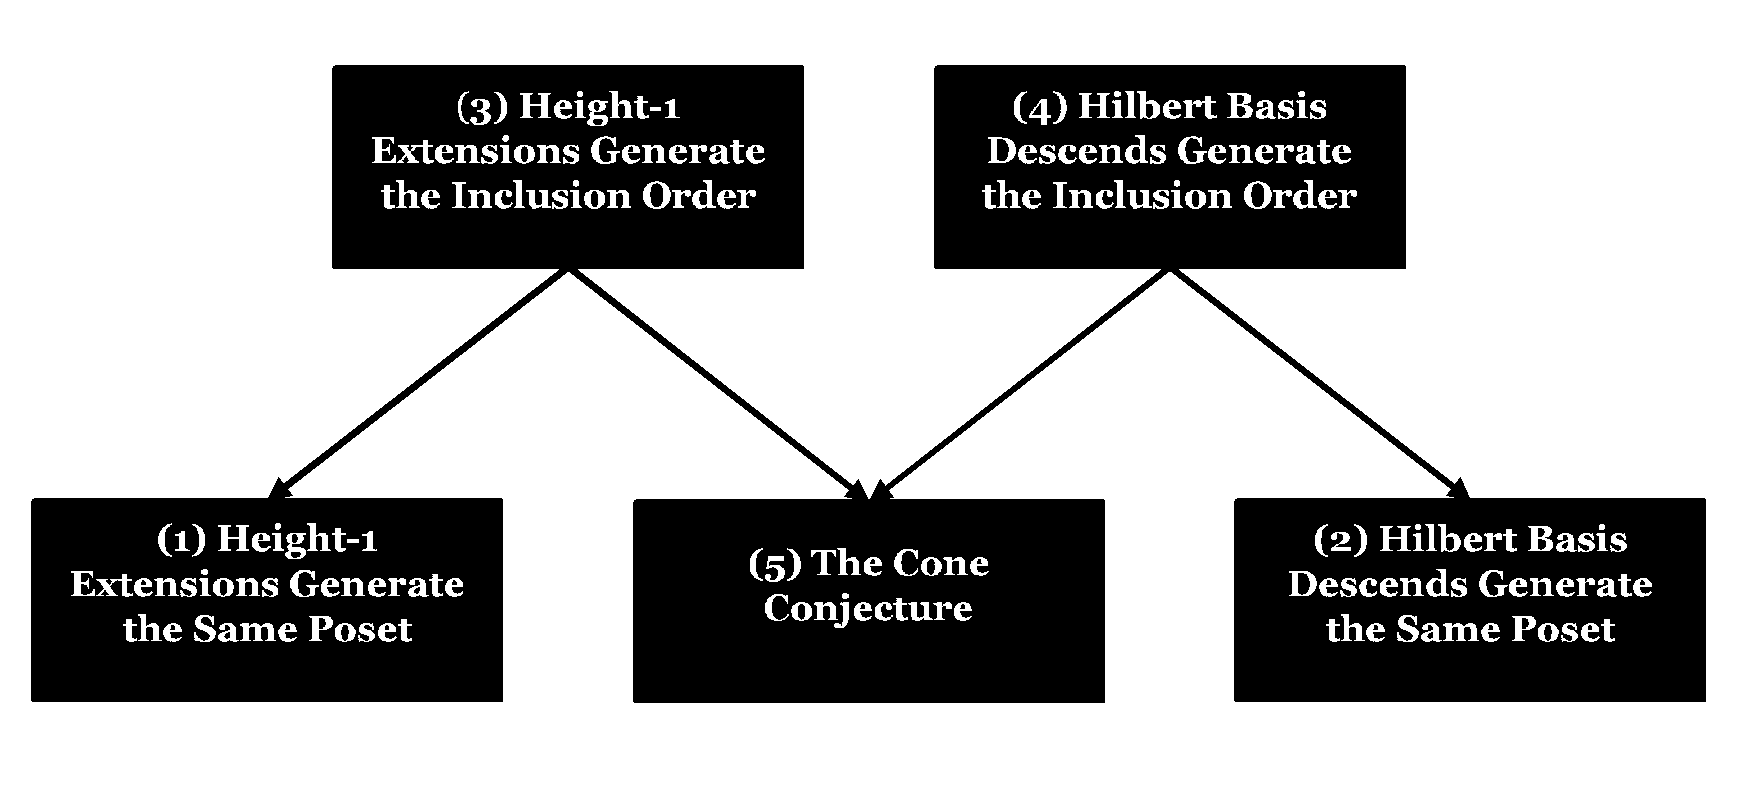 (3) Height-1
Extensions Generate
the Inclusion Order
(4) Hilbert Basis
Descends Generate
the Inclusion Order
(1) Height-1
Extensions Generate
the Same Poset
(5) The Cone
Conjecture
(2) Hilbert Basis
Descends Generate
the Same Poset